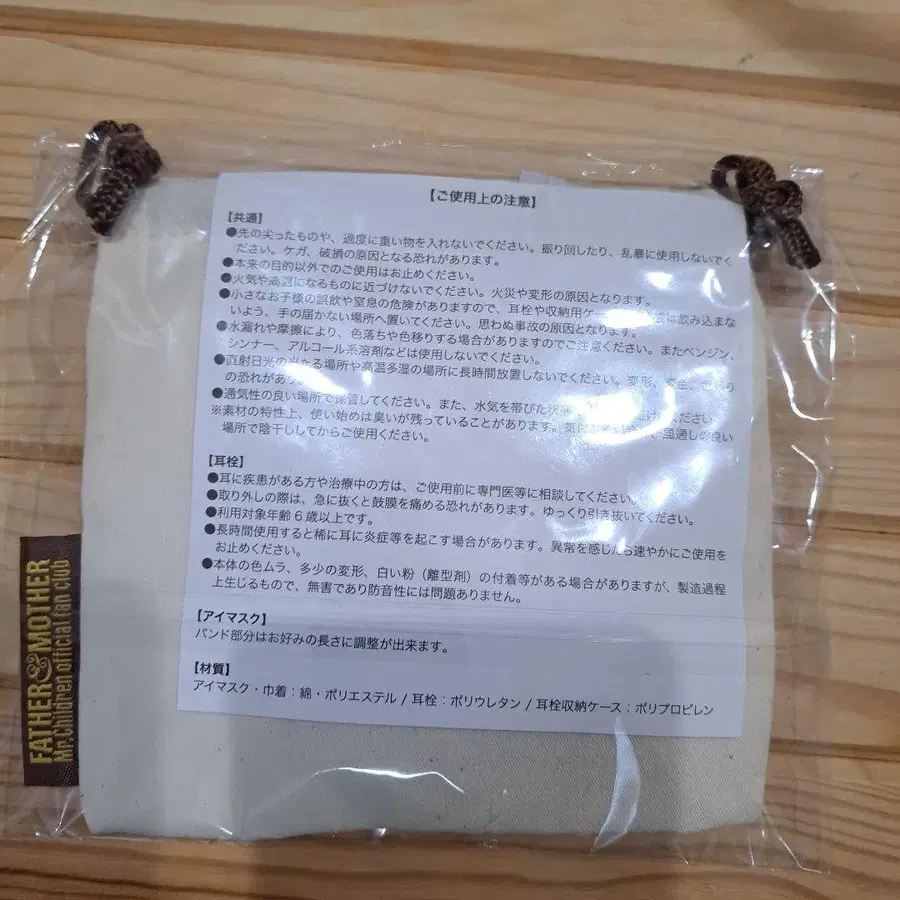 【ご使用上の注意】
【共通】
●先の尖ったものや、過度に重い物を入れないでください。振り回したり、乱暴に使用しないでく
ださい。ケガ、破損の原因となる恐れがあります。
●本来の目的以外でのご使用はお止めください。
●火気や高温になるものに近づけないでください。火災や変形の原因となります。
●小さなお子様の誤飲や窒息の危険がありますので、耳栓や収納用ケー は飲み込まな
いよう、手の届かない場所へ置いてください。思わぬ事故の原因となります。
●水漏れや摩擦により、色落ちや色移りする場合がありますのでご注意ください。またベンジン、
シンナー、アルコール系溶剤などは使用しないでください。
●直射日光の当たる場所や高温多湿の場所に長時間放置しないでください。変形、
の恐れがあり
●通気性の良い場所で保管してください。また、水気を帯びた ください
※素材の特性上、使い始めは臭いが残っていることがあります。 風通しの良い
場所で陰干ししてからご使用ください。
【耳栓】
●耳に疾患がある方や治療中の方は、ご使用前に専門医等に相談してください。
●取り外しの際は、急に抜くと鼓膜を痛める恐れがあります。ゆっくり引き抜いてください。
●利用対象年齢6歳以上です。
●長時間使用すると稀に耳に炎症等を起こす場合があります。異常を感じたら速やかにご使用を
お止めください。
●本体の色ムラ、多少の変形、白い粉（離型剤）の付着等がある場合がありますが、製造過程
上生じるもので、無害であり防音性には問題ありません。
【アイマスク】
バンド部分はお好みの長さに調整が出来ます。
【材質】
アイマスク・巾着：綿・ポリエステル / 耳栓：ポリウレタン / 耳栓収納ケース：ポリプロピレン
FATHER&MOTHER
Mr.Children official fan club